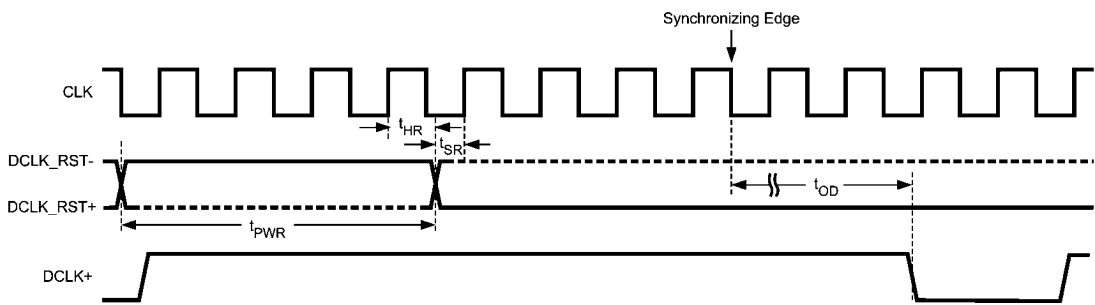 Synchronizing Edge
CLK
tHR
tSR
DCLK_RST-
tOD
DCLK_RST+
tPWR
DCLK+